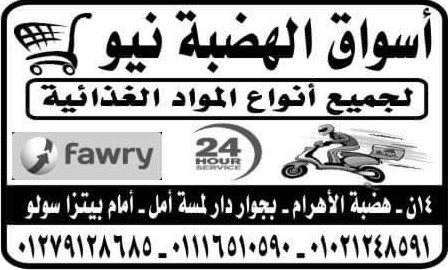 أسواق الهضبة نيو
لجميع أنواع المواد الغذائية
fawry
24
HOUR
SERVICE
١٤ن ـ هضبة الأهرام ـ بجوار دار لمسة أمل ـ أمام بيتزا سولو
٠١٠٢١٢٤٨٥٩١ ـ ٠١١١٦٥١٠٥٩٠ ـ ٠١٢٧٩١٢٨٦٨٥